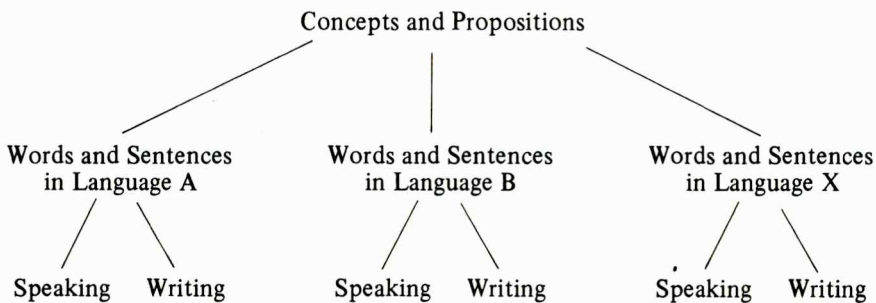 Concepts and Propositions
Words and Sentences Words and Sentences Words and Sentences
in Language A in Language B in Language X
Speaking Writing Speaking Writing Speaking Writing